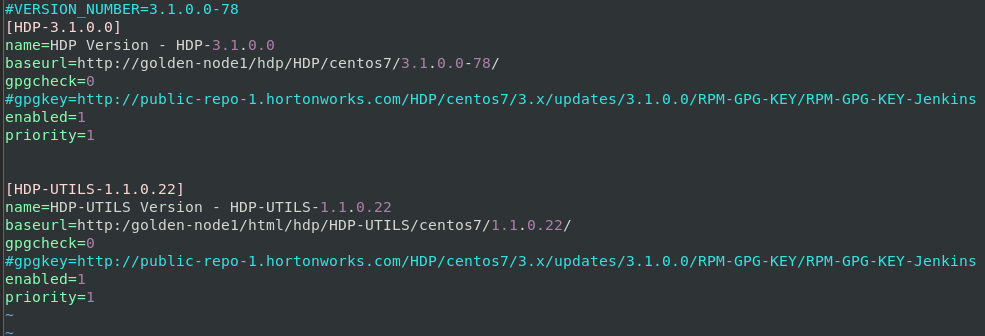 #VERSION_NUMBER=3.1.0.0-78
[HDP-3.1.0.0]
name=HDP Version - HDP-3.1.0.0
baseurl=http://golden-node1/hdp/HDP/centos7/3.1.0.0-78/
gpgcheck=0
#gpgkey=http://public-repo-1.hortonworks.com/HDP/centos7/3.x/updates/3.1.0.0/RPM-GPG-KEY/RPM-GPG-KEY-Jenkins
enabled=1
priority=1
[HDP-UTILS-1.1.0.22]
name=HDP-UTILS Version - HDP-UTILS-1.1.0.22
baseurl=http:/golden-node1/html/hdp/HDP-UTILS/centos7/1.1.0.22/
gpgcheck=0
#gpgkey=http://public-repo-1.hortonworks.com/HDP/centos7/3.x/updates/3.1.0.0/RPM-GPG-KEY/RPM-GPG-KEY-Jenkins
enabled=1
priority=1
~
~